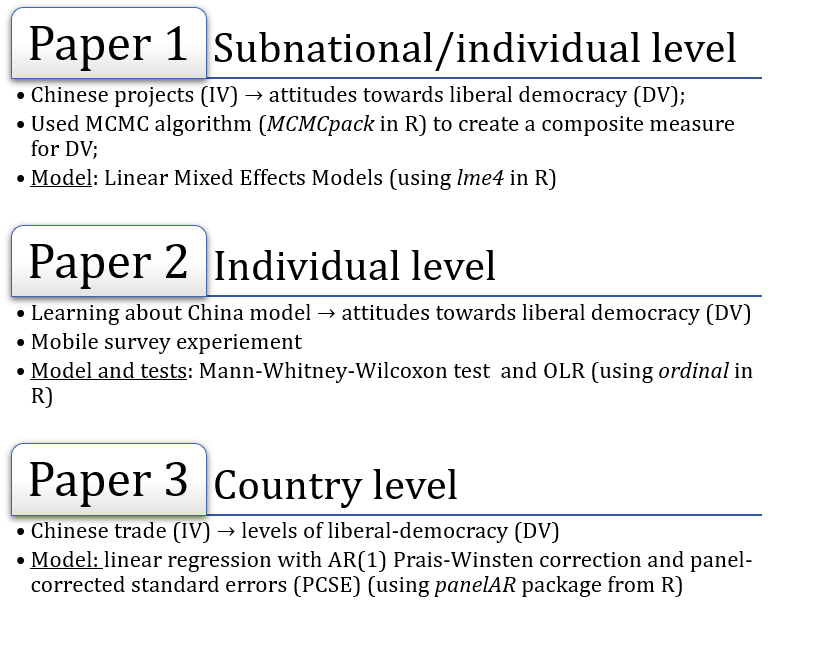 Paper 1 Subnational/individual level
• Chinese projects (IV) → attitudes towards liberal democracy (DV);
• Used MCMC algorithm (MCMCpack in R) to create a composite measure
for DV;
• Model: Linear Mixed Effects Models (using lme4 in R)
Paper 2 Individual level
• Learning about China model → attitudes towards liberal democracy (DV)
• Mobile survey experiement
• Model and tests: Mann-Whitney-Wilcoxon test  and OLR (using ordinal in
R)
Paper 3 Country level
• Chinese trade (IV) → levels of liberal-democracy (DV)
• Model: linear regression with AR(1) Prais-Winsten correction and panel-
corrected standard errors (PCSE) (using panelAR package from R)